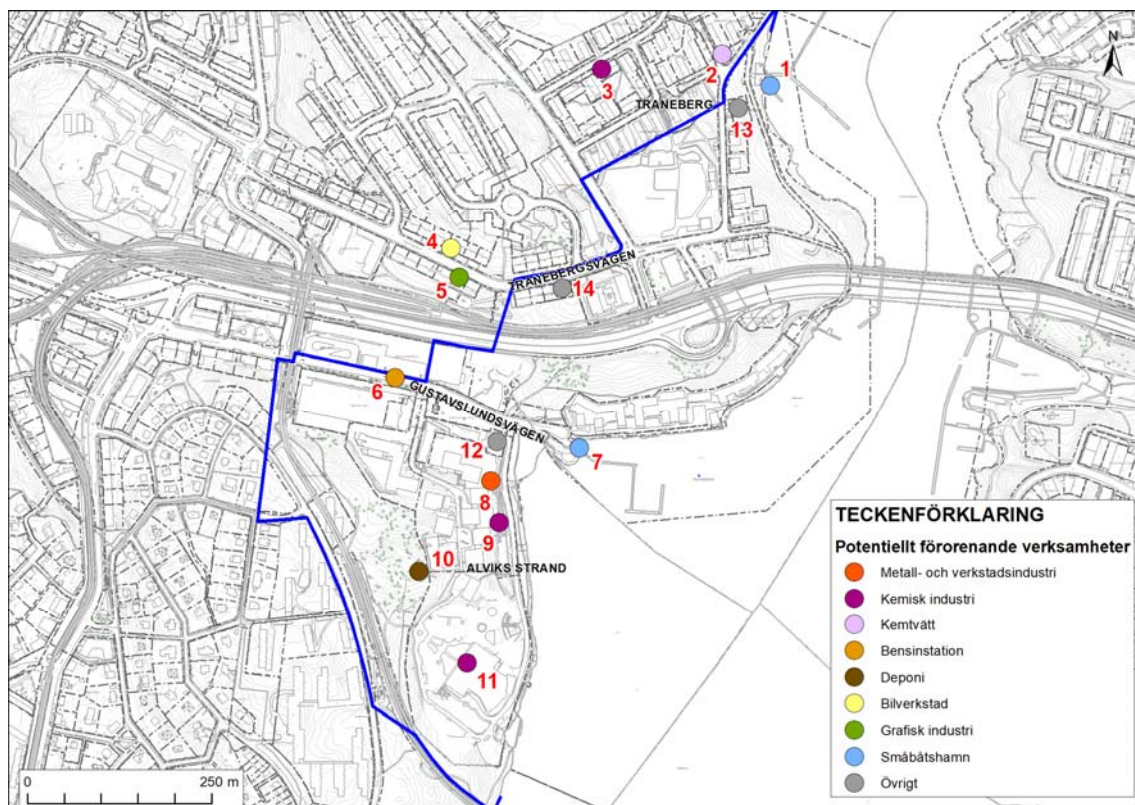 N
1
2
3
TRANEBERG
13
4
5
TRANEBERGSVÄGEN
14
6
GUSTAVSLUNDSVÄGEN
12
7
8
9
10
ALVIKS STRAND
11
TECKENFÖRKLARING
Potentiellt förorenande verksamheter
Metall- och verkstadsindustri
Kemisk industri
Kemtvätt
Bensinstation
Deponi
Bilverkstad
Grafisk industri
Småbåtshamn
Övrigt
0 250 m